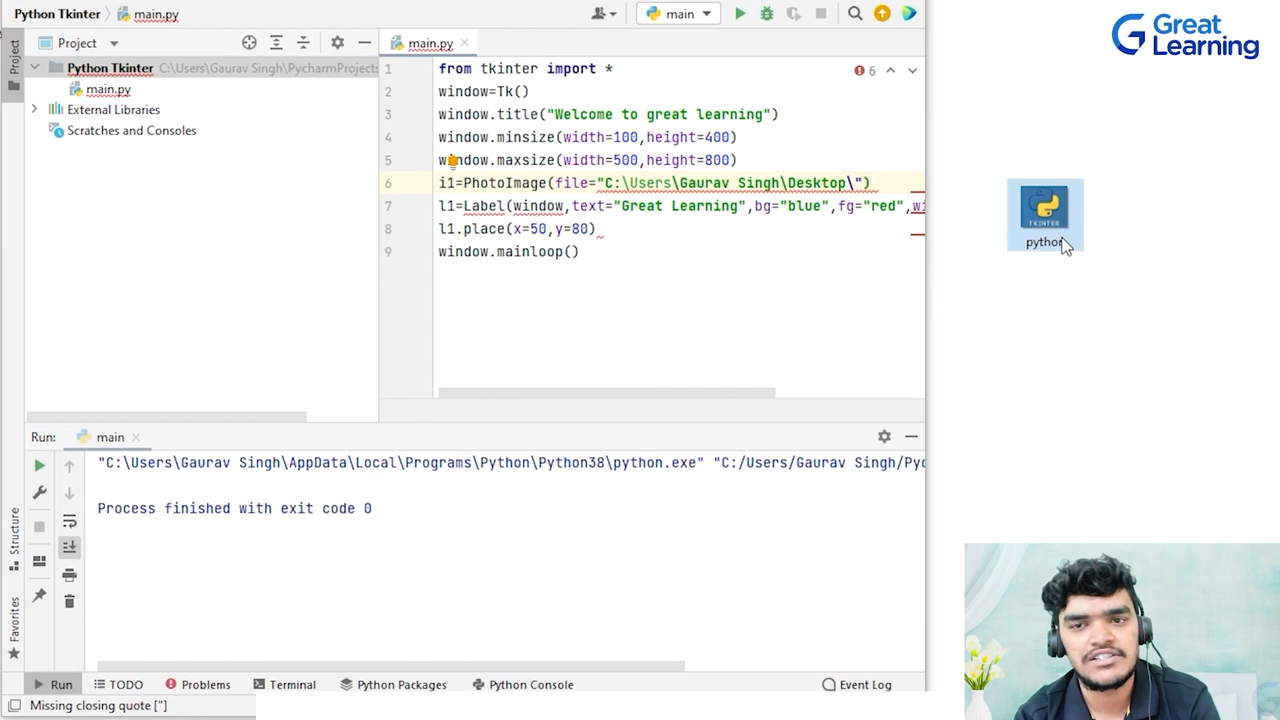 Python Tkinter main.py
main
Great
Learning
Project
Project
main.py
Python Tkinter C:\Users\Gaurav Singh\PycharmProjects
main.py
External Libraries
Scratches and Consoles
6
1 from tkinter import *
2 window=Tk()
3 window.title("Welcome to great learning")
4 window.minsize(width=100,height=400)
5 window.maxsize(width=500,height=800)
6 i1=PhotoImage(file="C:\Users\Gaurav Singh\Desktop\")
7 l1=Label(window,text="Great Learning",bg="blue",fg="red",wi
8 l1.place(x=50,y=80)
9 window.mainloop()
TKINTER
python
Run: main
"C:\Users\Gaurav Singh\AppData\Local\Programs\Python\Python38\python.exe" "C:/Users/Gaurav Singh/Pyc
Process finished with exit code 0
Structure
Favorites
Run TODO Problems Terminal Python Packages Python Console Event Log
Missing closing quote ["]